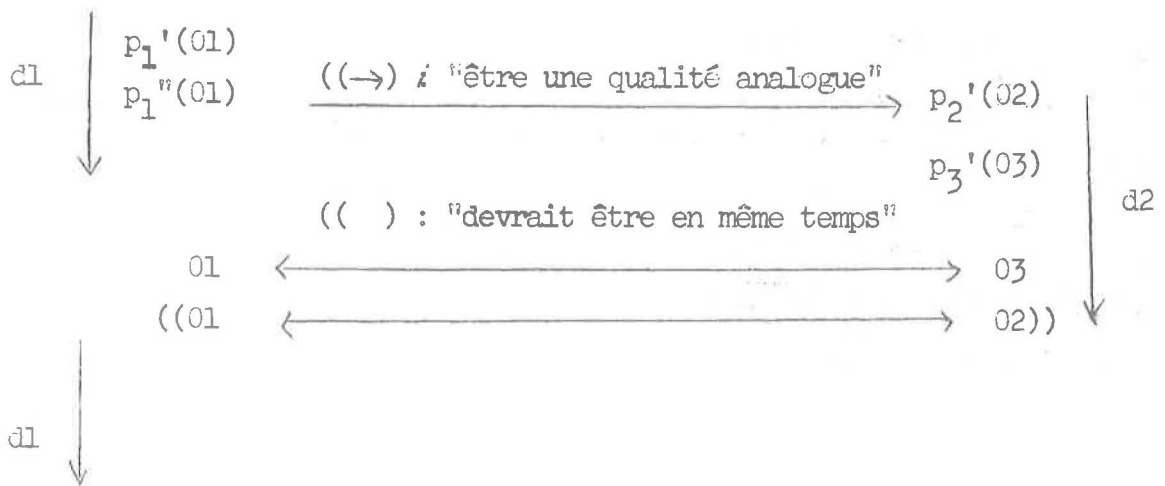 p1'(01)
d1 p1"(01) ((→) i "être une qualité analogue" p2'(02)
p3'(03)
d2
(( ) : "devrait être en même temps"
01 03
((01 02))
d1